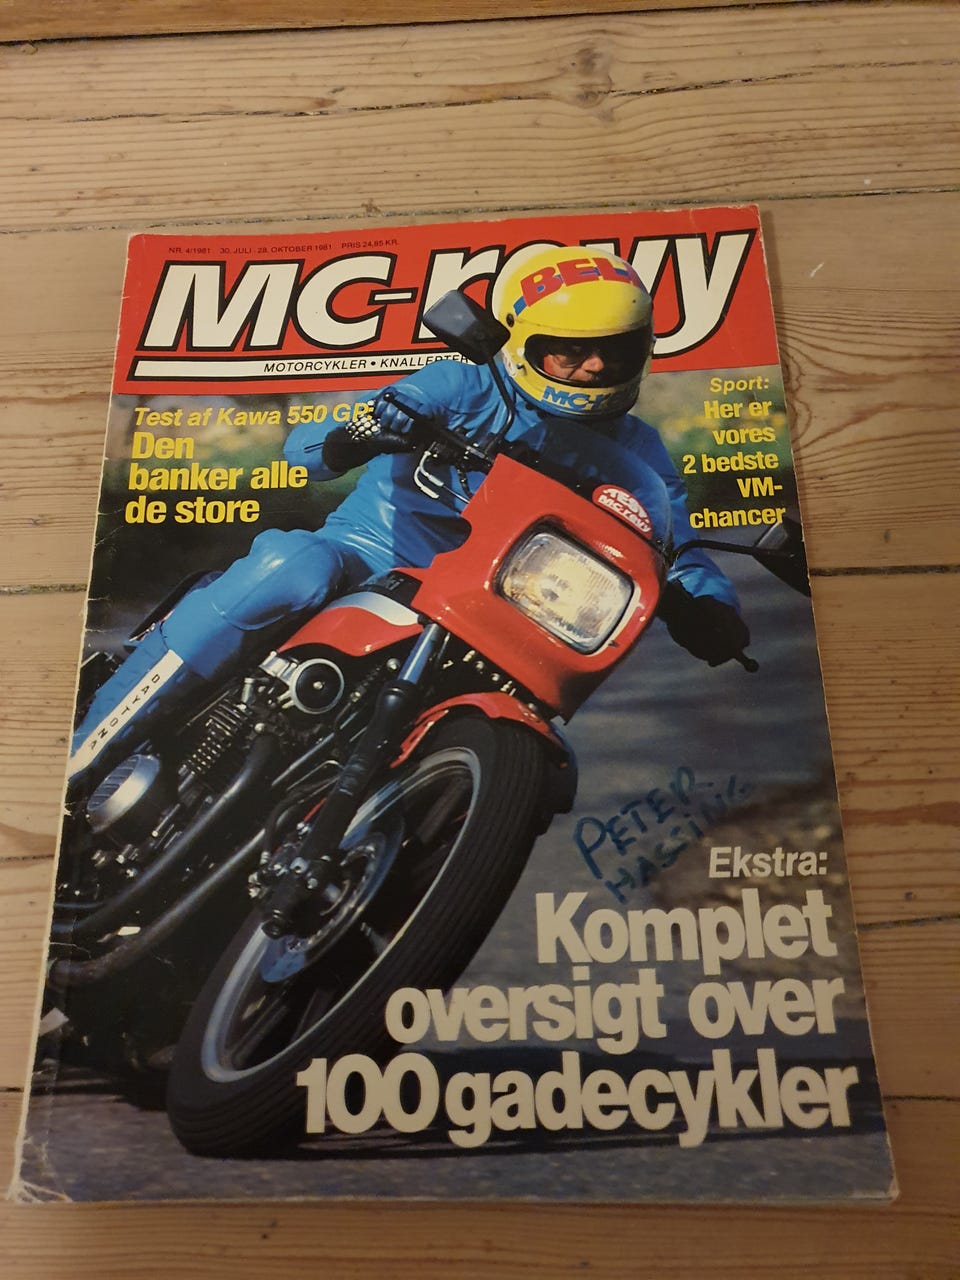 NR. 4/1981 30. JULI - 28. OKTOBER 1981 PRIS 24,85 KR.
MC-revy
MOTORCYKLER • KNALLERTER
BELL
MC-r
Test af Kawa 550 GP:
Den
banker alle
de store
Sport:
Her er
vores
2 bedste
VM-
chancer
TEST
MC-revy
DAYTONA
PETER
HASSING
Ekstra:
Komplet
oversigt over
100 gadecykler